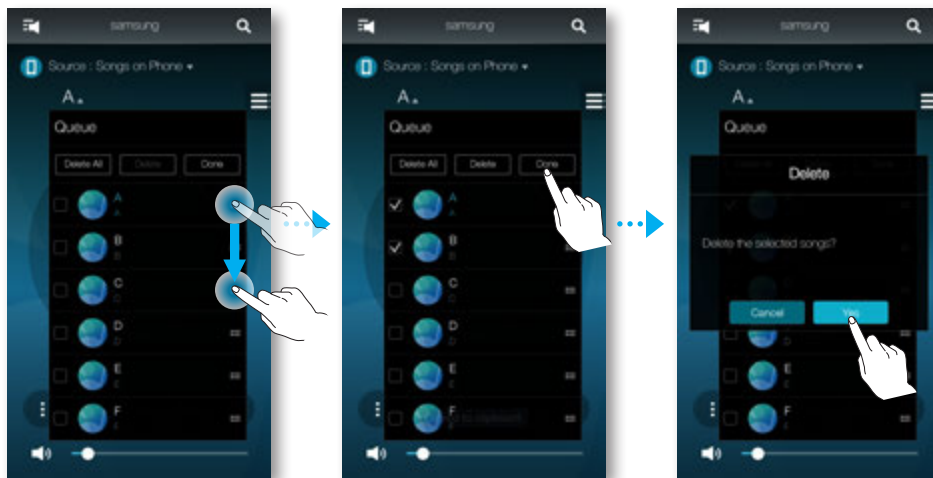 samsung
Source : Songs on Phone
A
Queue
Delete All Delete Done
A
A
B
B
C
C
D
D
E
E
F
F
samsung
Source : Songs on Phone
A
Queue
Delete All Delete Done
A
A
B
B
C
C
D
D
E
E
F
samsung
Source : Songs on Phone
A
Queue
Delete
Delete the selected songs?
Cancel Yes
D
E
E
F
F